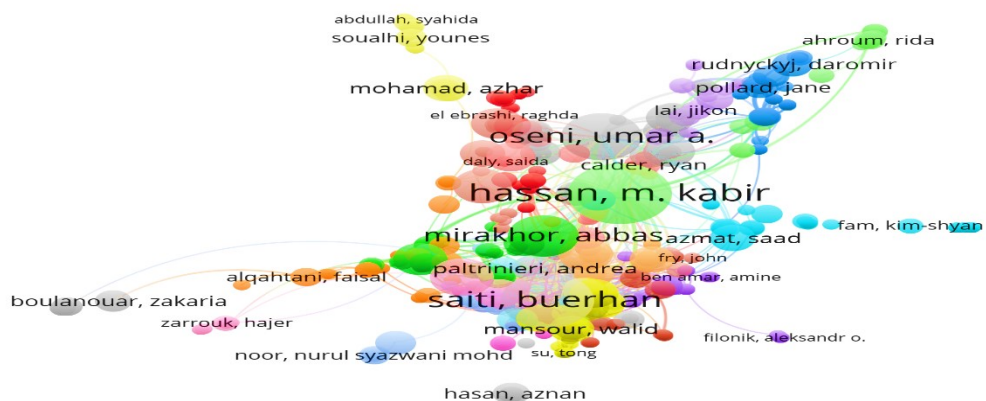 abdullah, syahida
soualhi, younes
ahroum, rida
rudnyckyj, daromir
mohamad, azhar
pollard, jane
el ebrashi, raghda
lai, jikon
oseni, umar a.
daly, saida
calder, ryan
hassan, m. kabir
fam, kim-shyan
mirakhor, abbas
azmat, saad
fry, john
paltrinieri, andrea
alqahtani, faisal
ben amar, amine
boulanouar, zakaria
saiti, buerhan
zarrouk, hajer
mansour, walid
filonik, aleksandr o.
noor, nurul syazwani mohd
su, tong
hasan, aznan